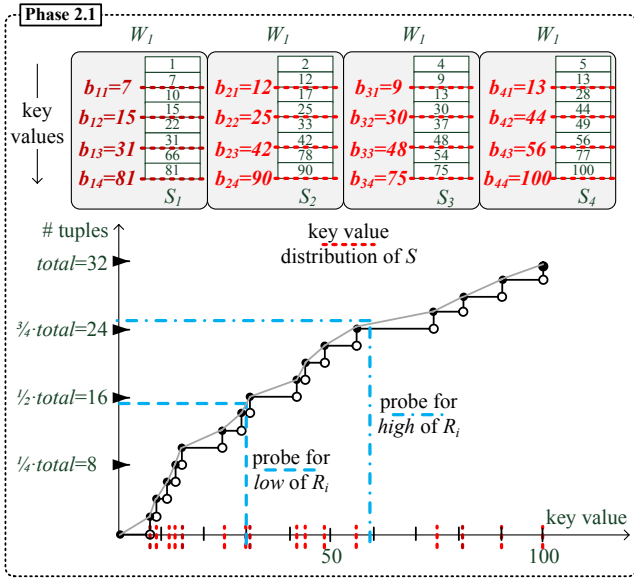 Phase 2.1
W1 W1 W1 W1
key values
1
7
10
15
22
31
66
81
b11=7
b12=15
b13=31
b14=81
S1
2
12
17
25
33
42
78
90
b21=12
b22=25
b23=42
b24=90
S2
4
9
13
30
37
48
54
75
b31=9
b32=30
b33=48
b34=75
S3
5
13
28
44
49
56
77
100
b41=13
b42=44
b43=56
b44=100
S4
# tuples
key value
distribution of S
total=32
¾·total=24
½·total=16
¼·total=8
probe for
high of Ri
probe for
low of Ri
key value
50
100